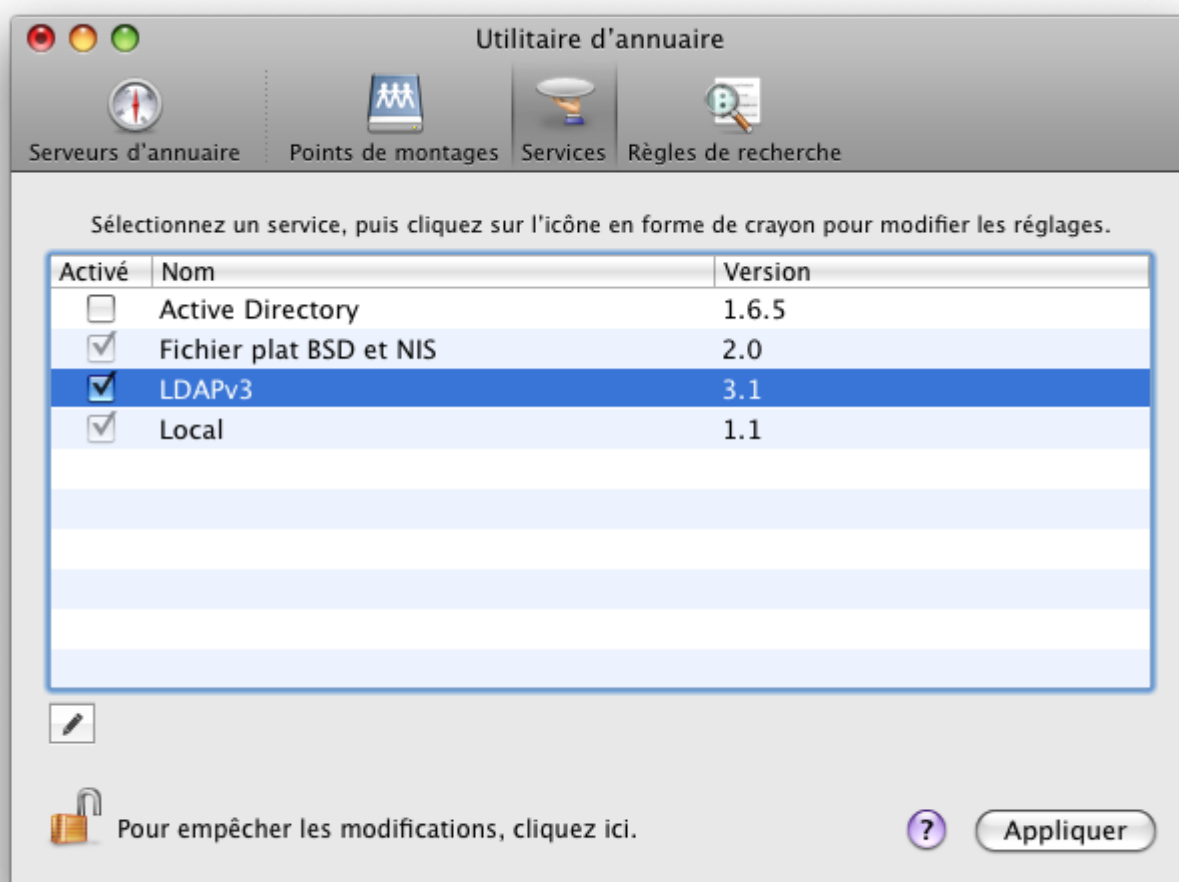 Utilitaire d'annuaire
Serveurs d'annuaire Points de montages Services Règles de recherche
Sélectionnez un service, puis cliquez sur l'icône en forme de crayon pour modifier les réglages.
Activé Nom Version
Active Directory 1.6.5
Fichier plat BSD et NIS 2.0
LDAPv3 3.1
Local 1.1
Pour empêcher les modifications, cliquez ici. ? Appliquer